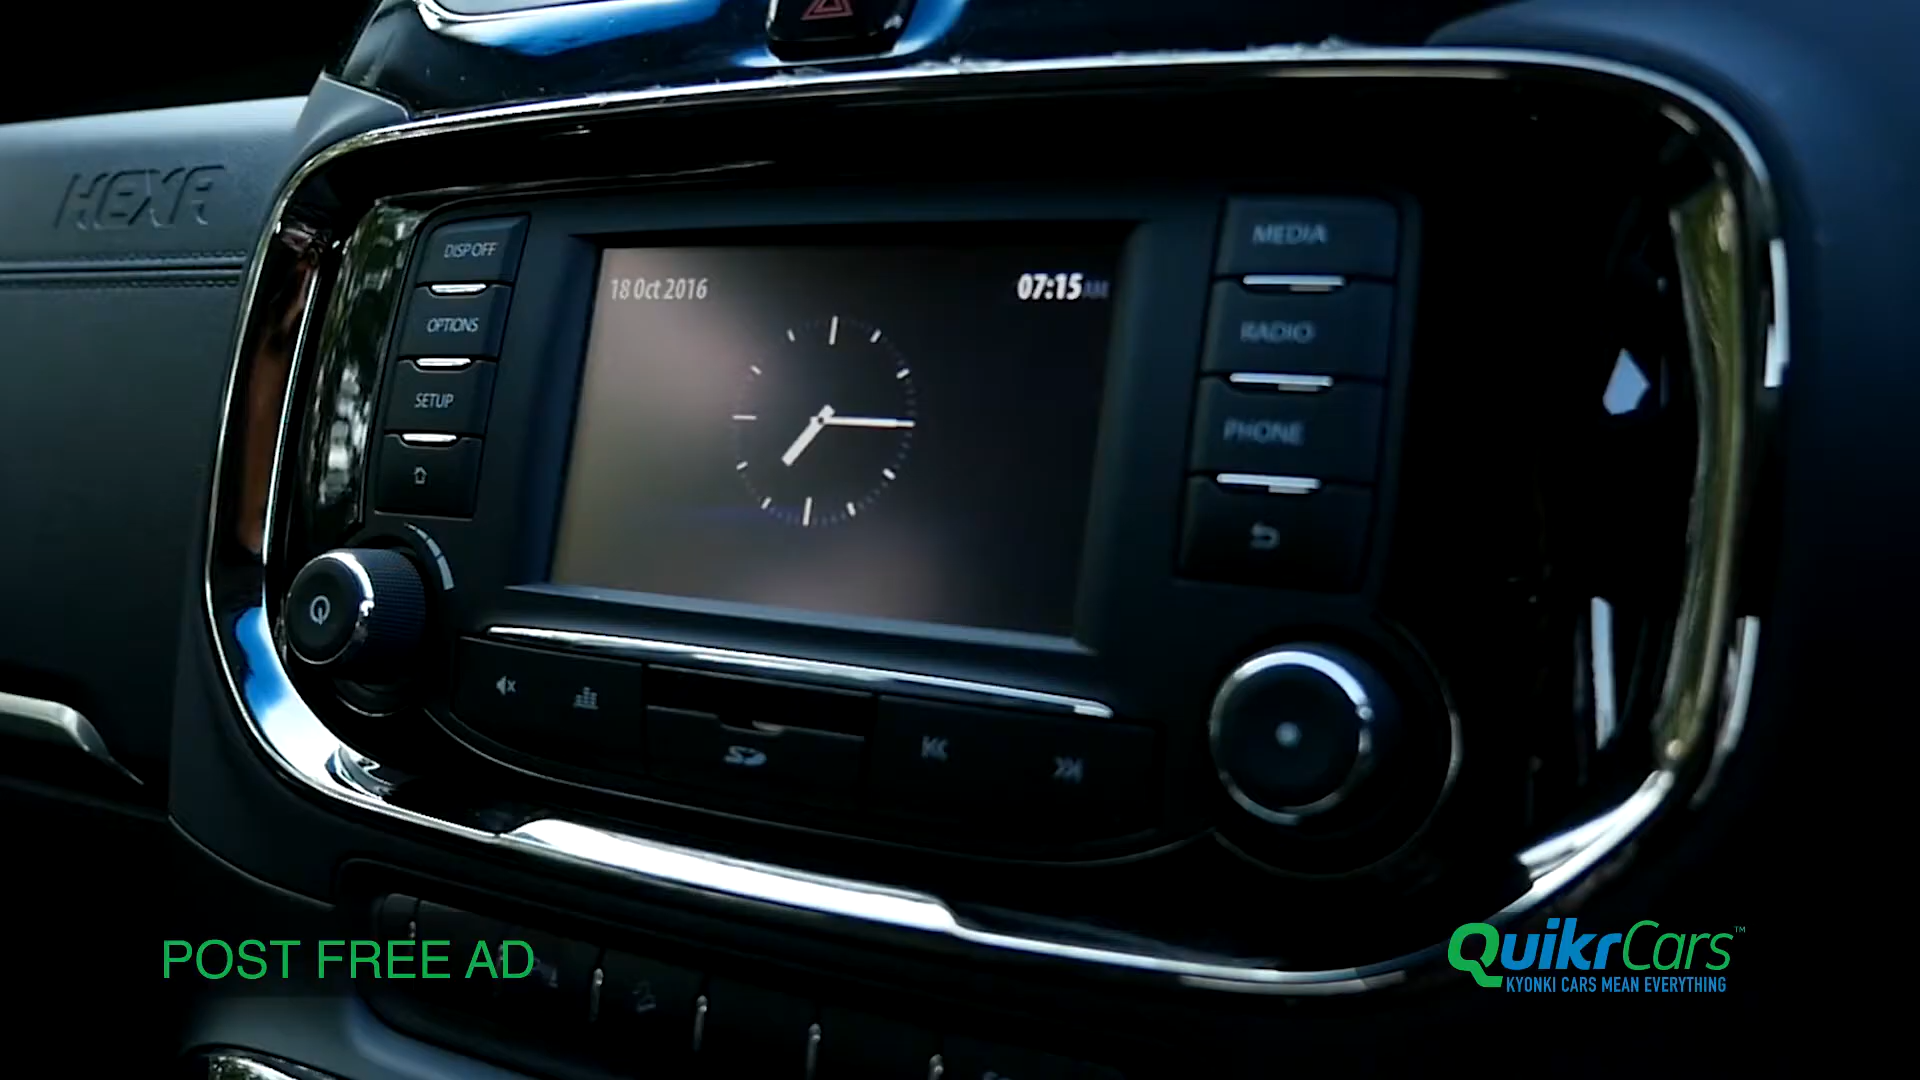 HEXA
DISP OFF
OPTIONS
SETUP
18 Oct 2016
07:15 AM
MEDIA
RADIO
PHONE
SD
POST FREE AD
QuikrCars™
KYONKI CARS MEAN EVERYTHING